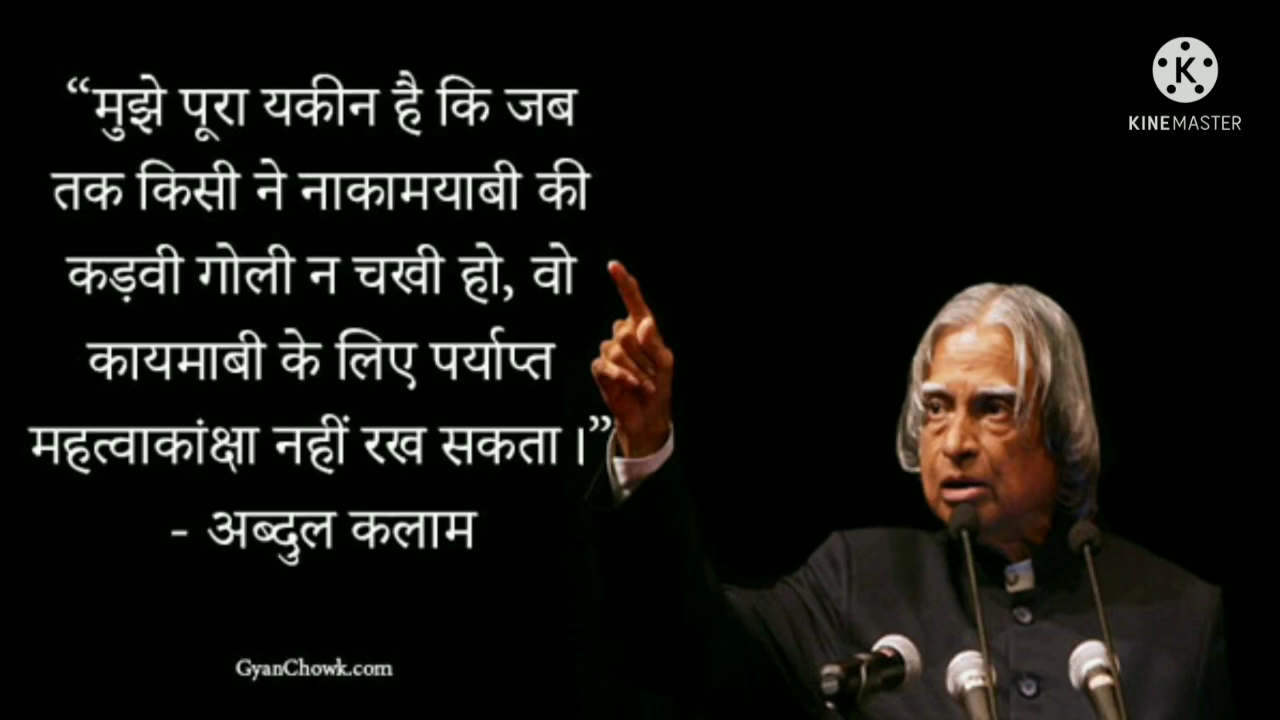 “मुझे पूरा यकीन है कि जब
तक किसी ने नाकामयाबी की
कड़वी गोली न चखी हो, वो
कायमाबी के लिए पर्याप्त
महत्वाकांक्षा नहीं रख सकता।”
- अब्दुल कलाम
GyanChowk.com
K
KINEMASTER